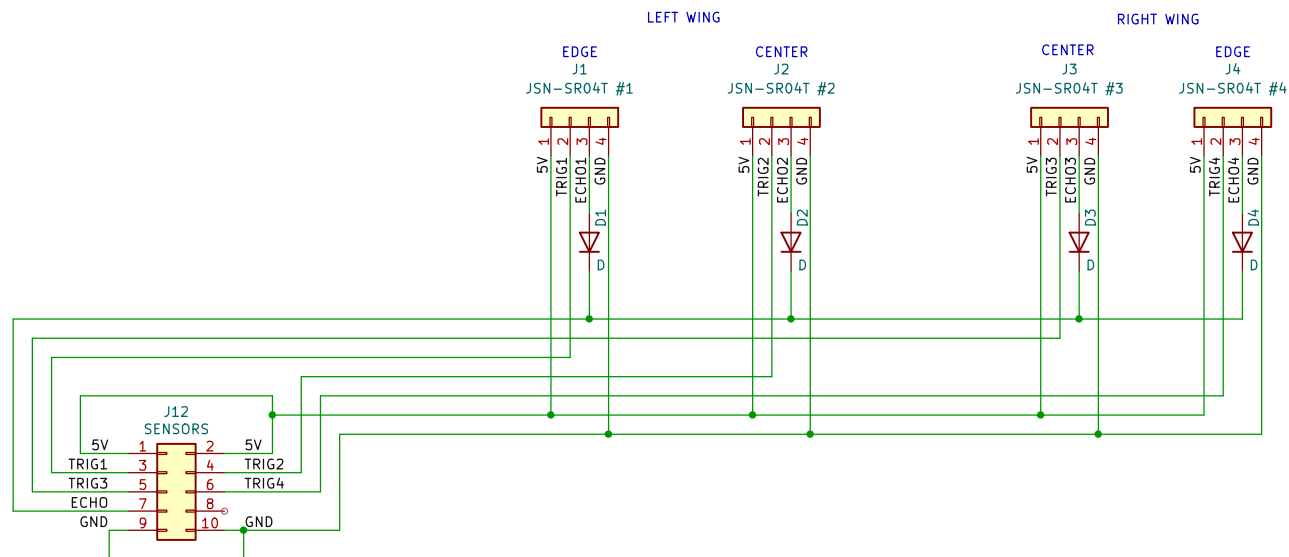 LEFT WING
RIGHT WING
EDGE
CENTER
CENTER
EDGE
J1
J2
J3
J4
JSN-SR04T #1
JSN-SR04T #2
JSN-SR04T #3
JSN-SR04T #4
1 2 3 4
1 2 3 4
1 2 3 4
1 2 3 4
5V
TRIG1
ECHO1
GND
5V
TRIG2
ECHO2
GND
5V
TRIG3
ECHO3
GND
5V
TRIG4
ECHO4
GND
D1
D
D2
D
D3
D
D4
D
J12
SENSORS
5V 1 2 5V
TRIG1 3 4 TRIG2
TRIG3 5 6 TRIG4
ECHO 7 8
GND 9 10 GND